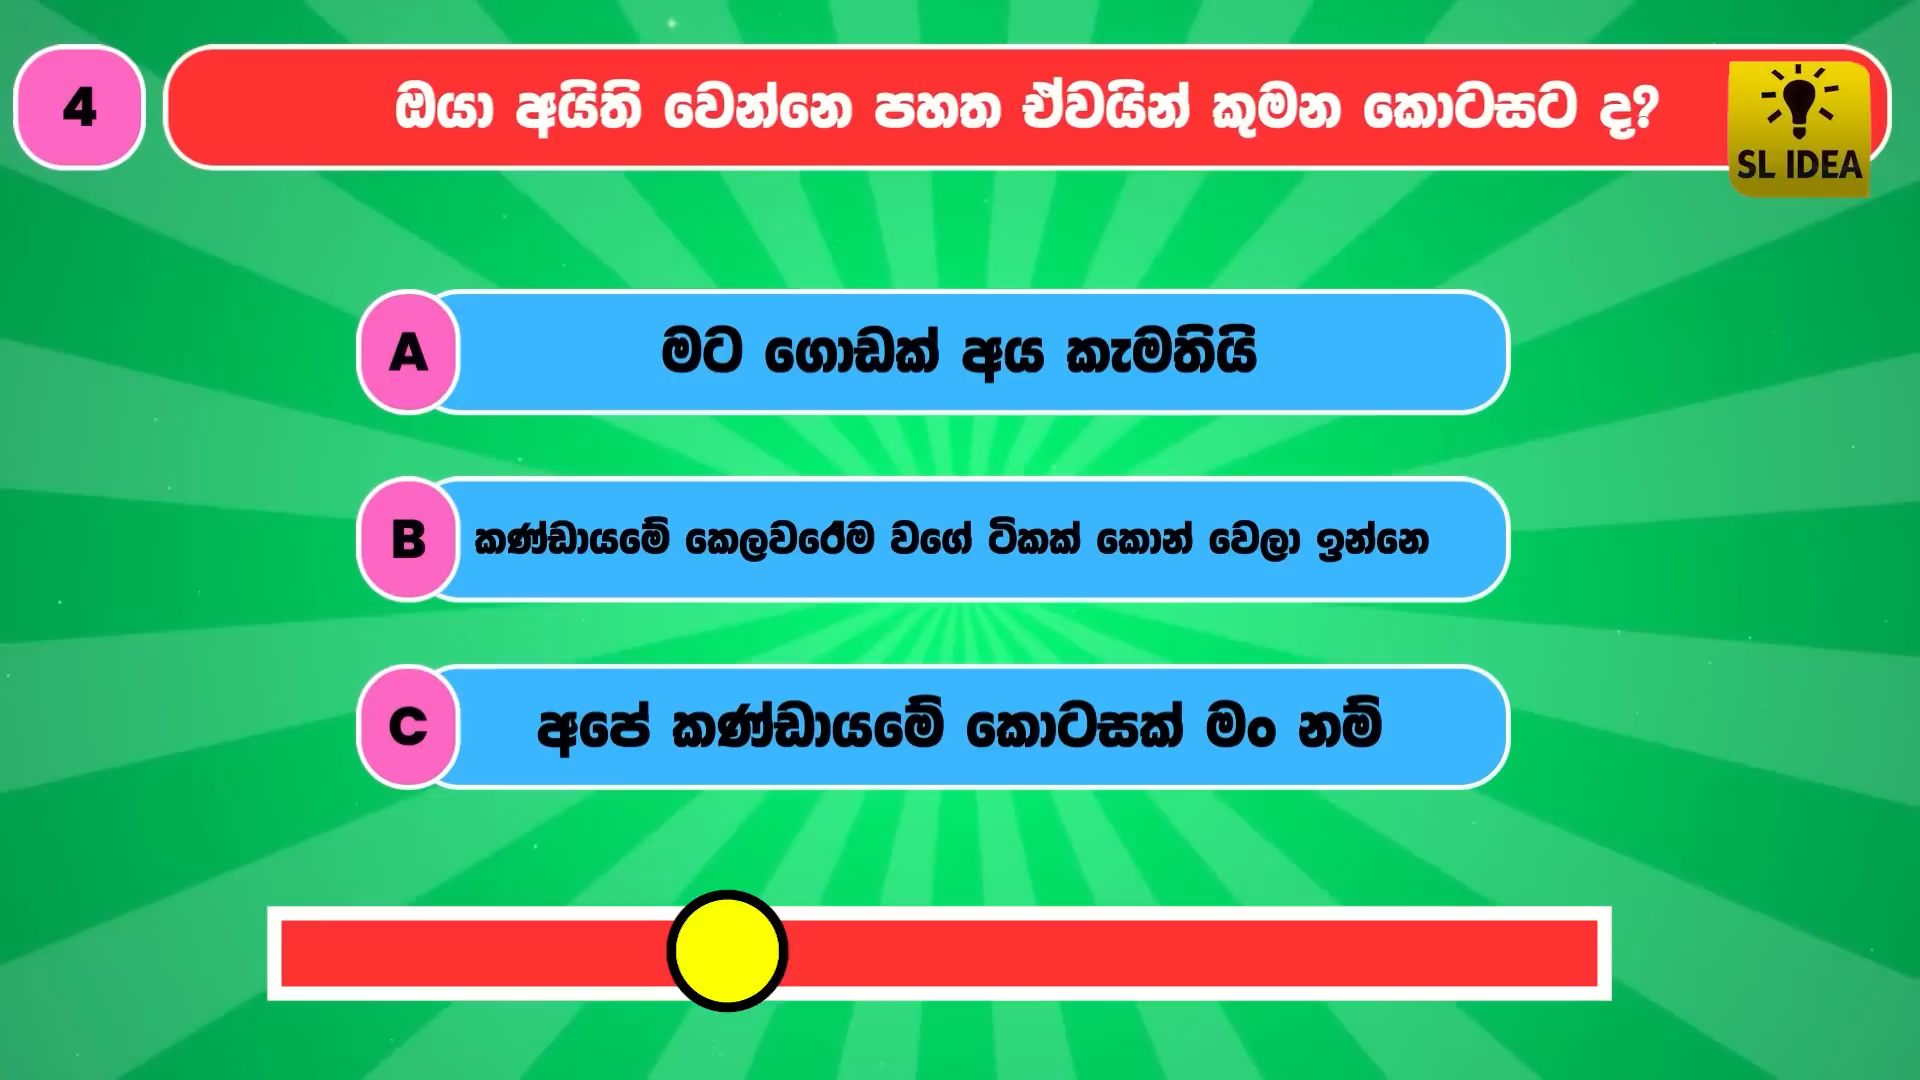 4
ඔයා අයිති වෙන්නෙ පහත ඒවයින් කුමන කොටසට ද?
SL IDEA
A
මට ගොඩක් අය කැමතියි
B
කණ්ඩායමේ කෙලවරේම වගේ ටිකක් කොන් වෙලා ඉන්නෙ
C
අපේ කණ්ඩායමේ කොටසක් මං නම්